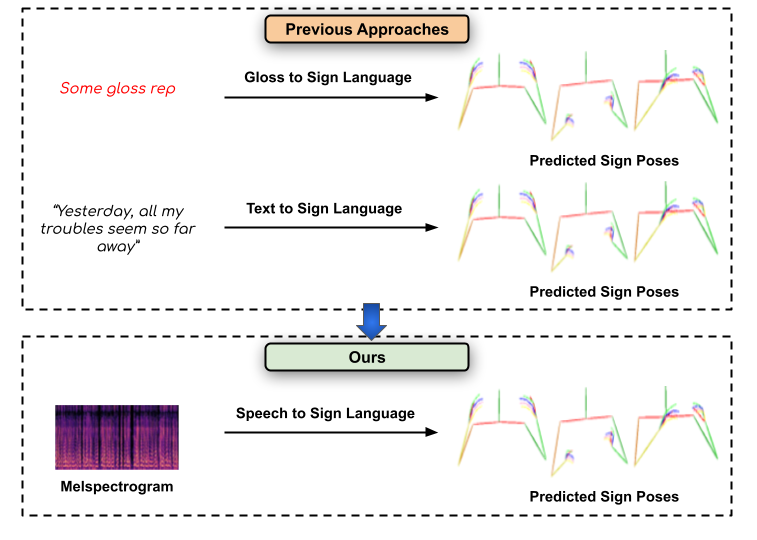 Previous Approaches
Some gloss rep
Gloss to Sign Language
Predicted Sign Poses
"Yesterday, all my
troubles seem so far
away"
Text to Sign Language
Predicted Sign Poses
Ours
Speech to Sign Language
Melspectrogram
Predicted Sign Poses